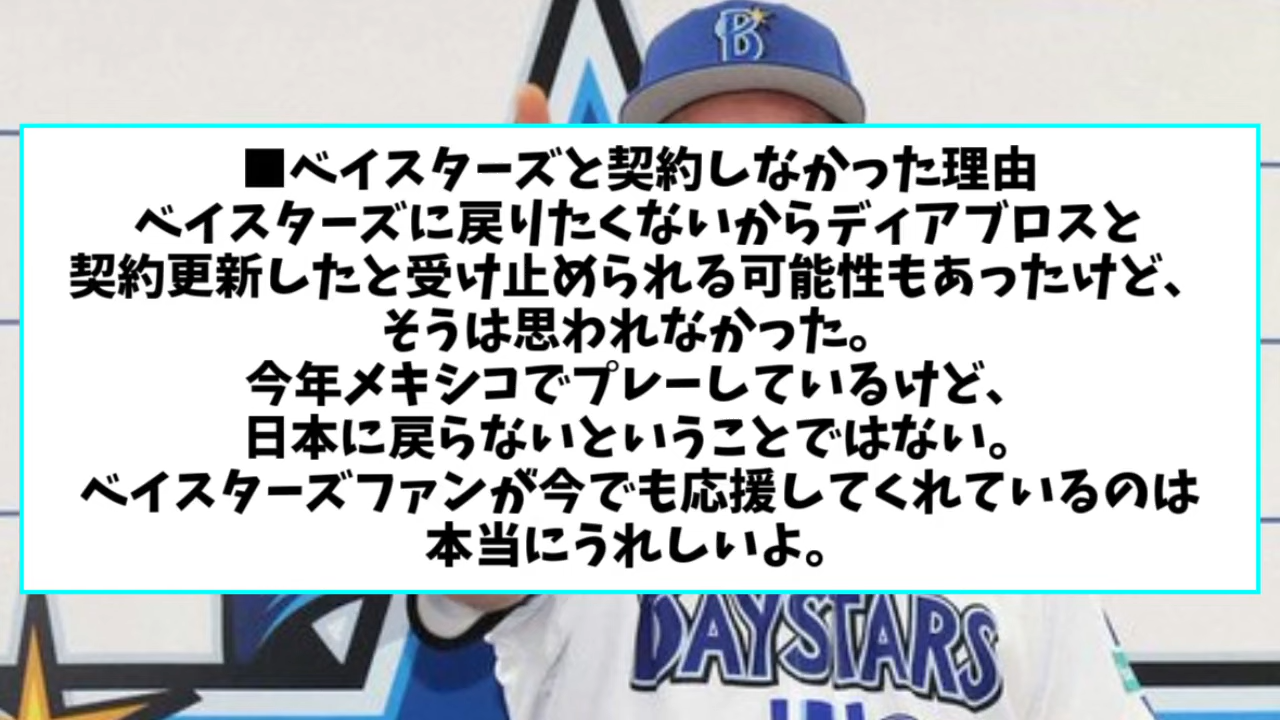 B
■ベイスターズと契約しなかった理由
ベイスターズに戻りたくないからディアブロスと
契約更新したと受け止められる可能性もあったけど、
そうは思われなかった。
今年メキシコでプレーしているけど、
日本に戻らないということではない。
ベイスターズファンが今でも応援してくれているのは
本当にうれしいよ。
BAYSTARS